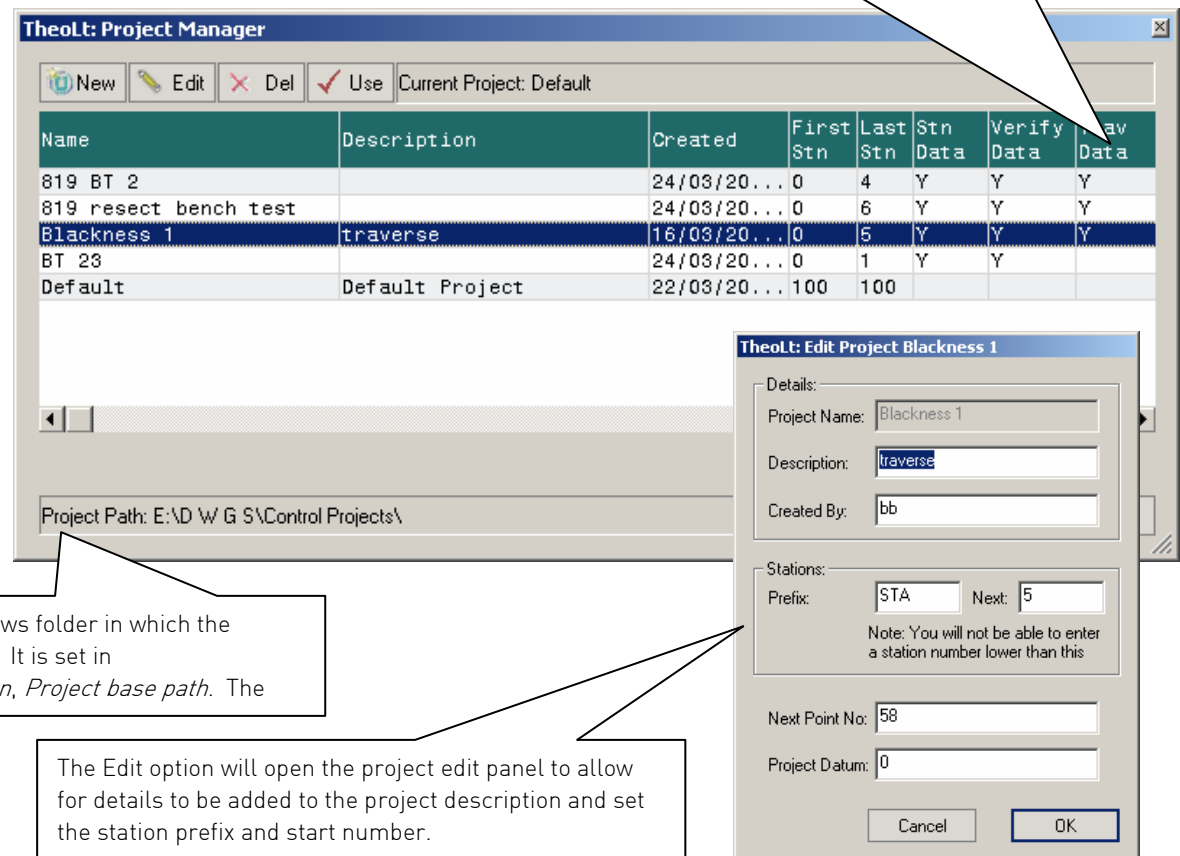 TheoLt: Project Manager
New Edit Del Use Current Project: Default
Name Description Created First Stn Last Stn Stn Data Verify Data Data
819 BT 2 24/03/20... 0 4 Y Y Y
819 resect bench test 24/03/20... 0 6 Y Y Y
Blackness 1 traverse 16/03/20... 0 5 Y Y Y
BT 23 24/03/20... 0 1 Y Y
Default Default Project 22/03/20... 100 100
Project Path: E:\D W G S\Control Projects\
TheoLt: Edit Project Blackness 1
Details:
Project Name: Blackness 1
Description: traverse
Created By: bb
Stations:
Prefix: STA Next: 5
Note: You will not be able to enter
a station number lower than this
Next Point No: 58
Project Datum: 0
Cancel OK
folder in which the
It is set in
Project base path. The
The Edit option will open the project edit panel to allow
for details to be added to the project description and set
the station prefix and start number.